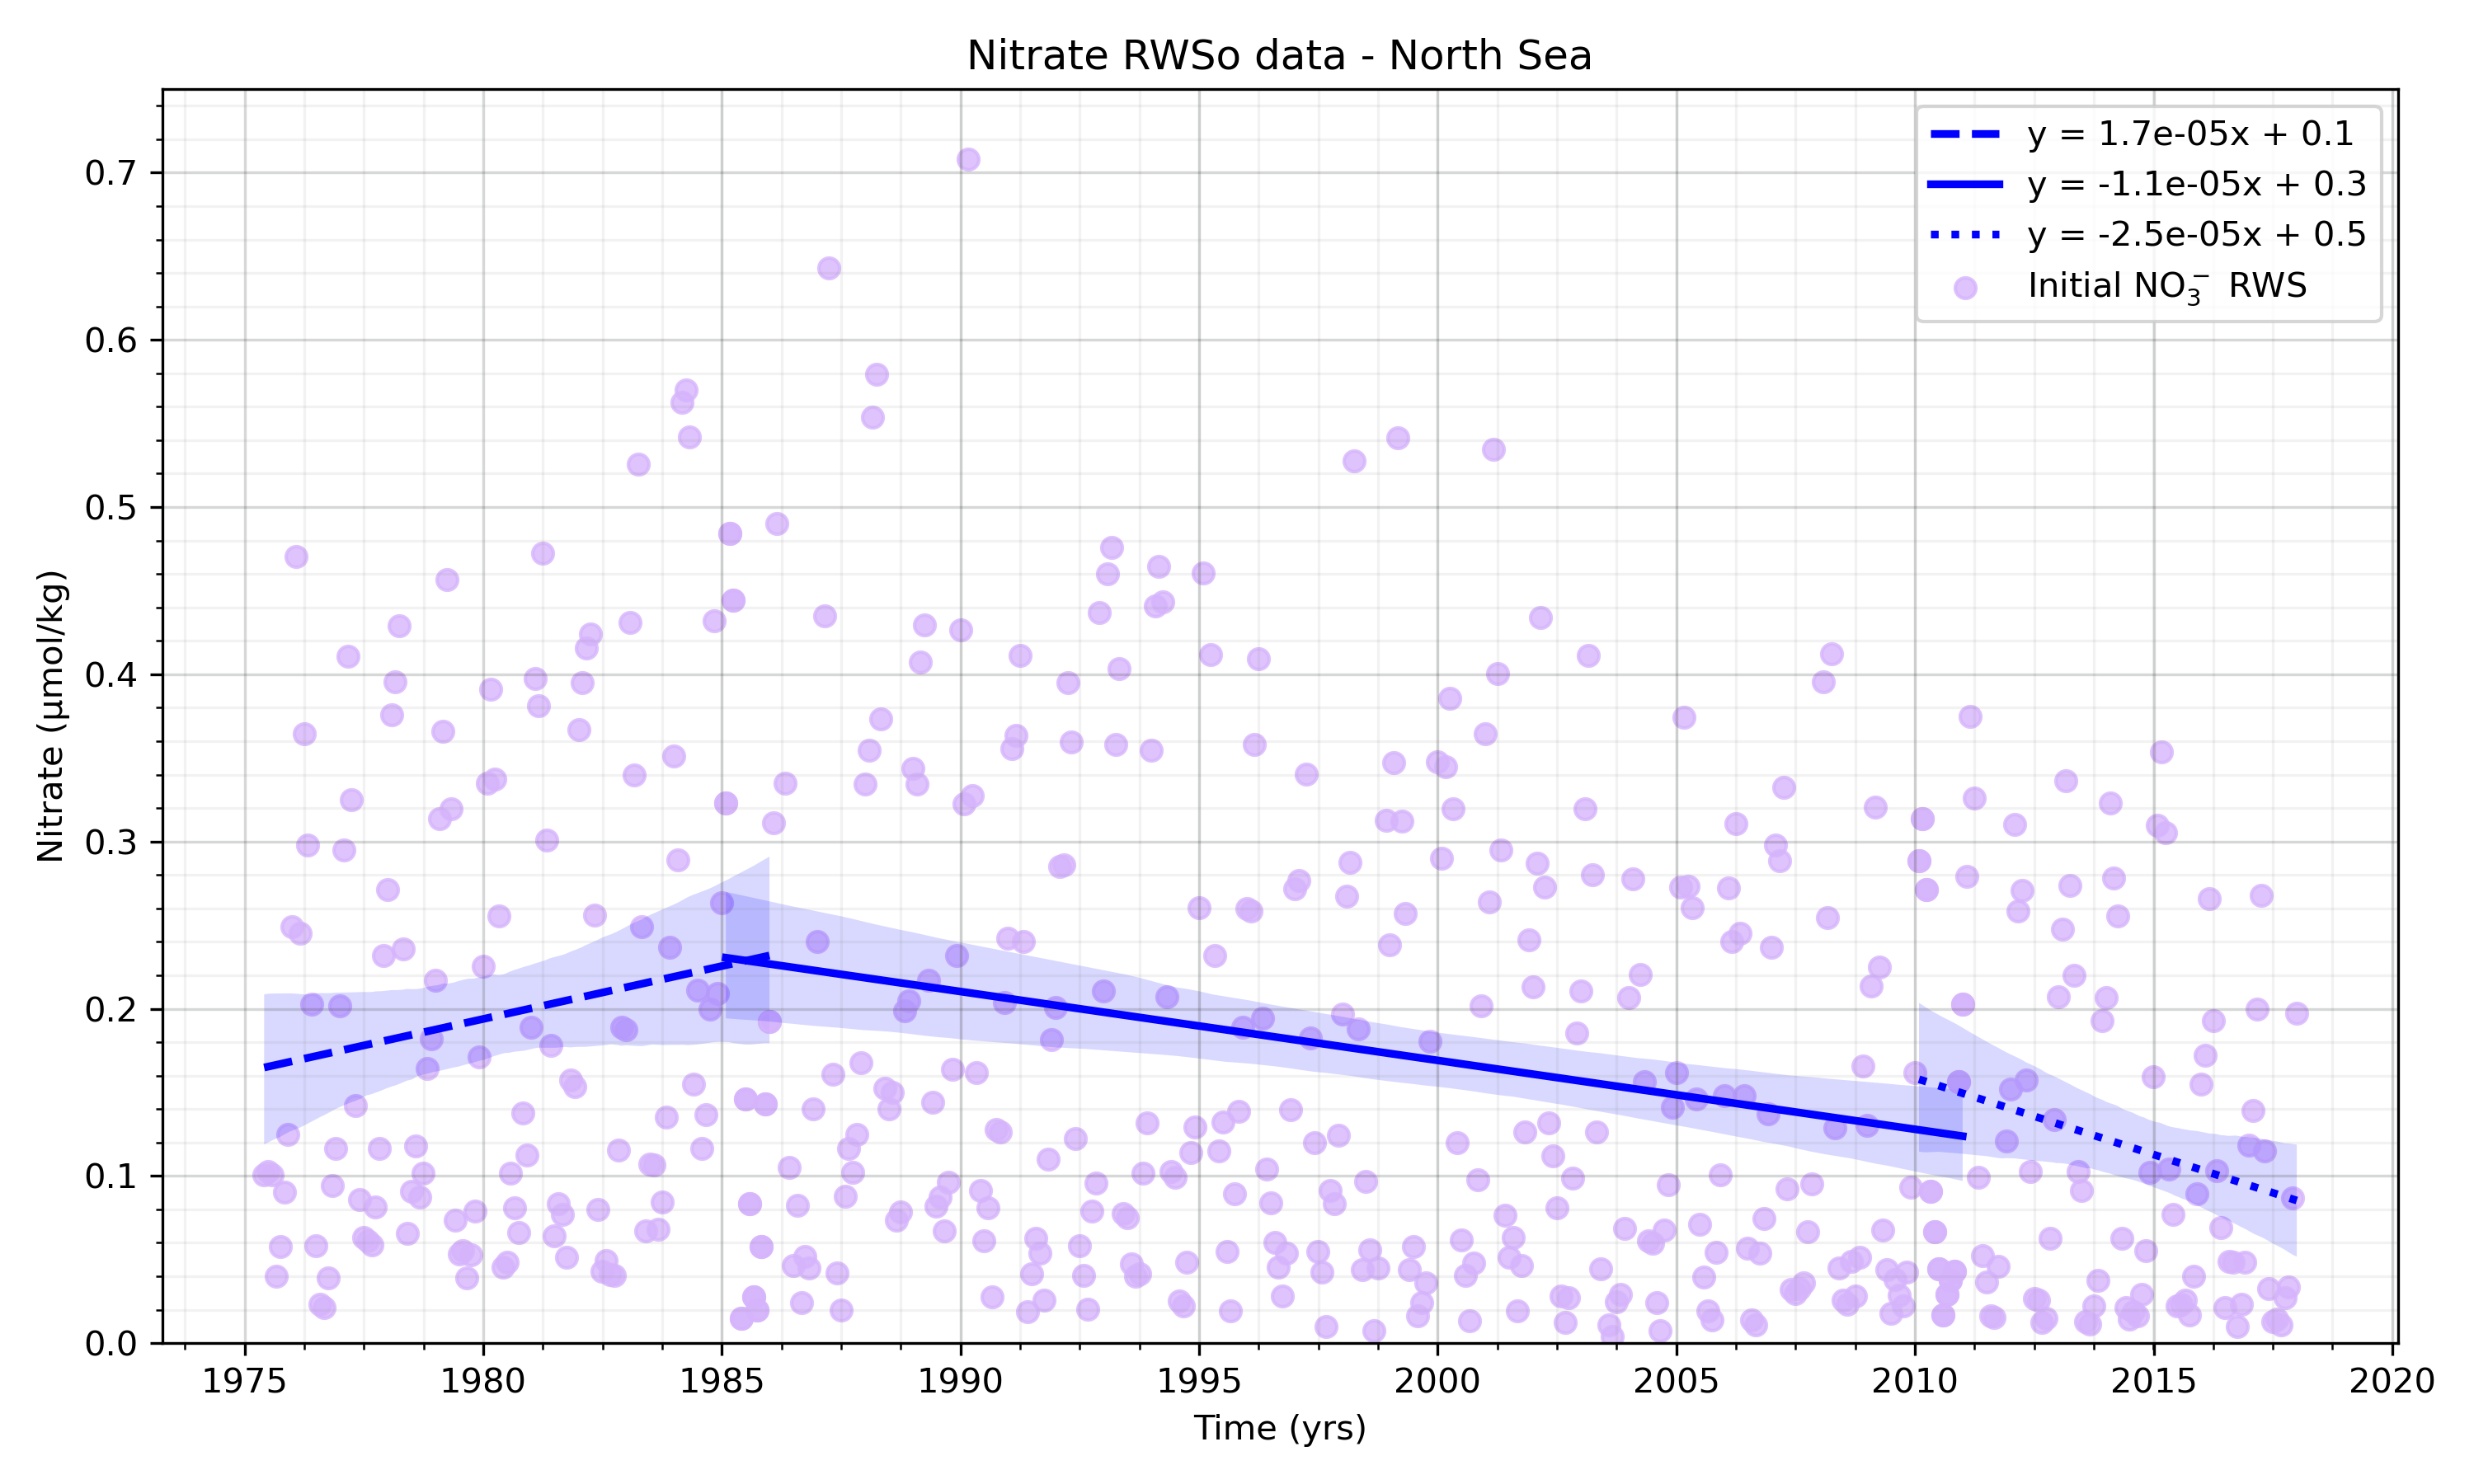 Nitrate RWSo data - North Sea
y = 1.7e-05x + 0.1
y = -1.1e-05x + 0.3
y = -2.5e-05x + 0.5
Initial NO₃⁻ RWS
Nitrate (μmol/kg)
0.7
0.6
0.5
0.4
0.3
0.2
0.1
0.0
1975 1980 1985 1990 1995 2000 2005 2010 2015 2020
Time (yrs)